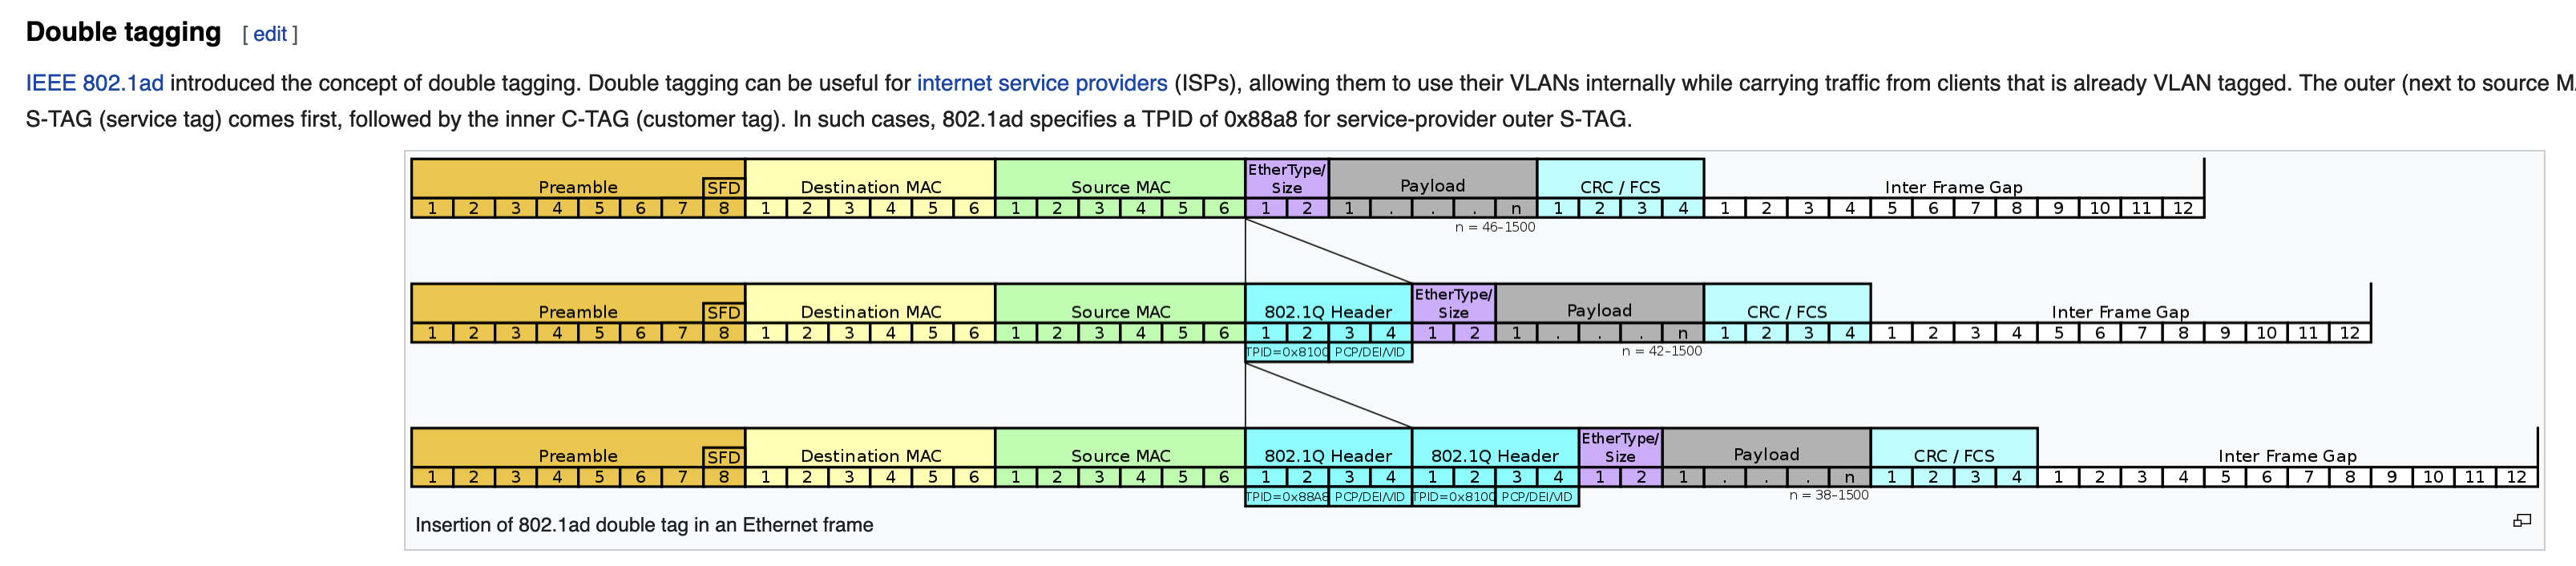 Double tagging [ edit ]
IEEE 802.1ad introduced the concept of double tagging. Double tagging can be useful for internet service providers (ISPs), allowing them to use their VLANs internally while carrying traffic from clients that is already VLAN tagged. The outer (next to source
S-TAG (service tag) comes first, followed by the inner C-TAG (customer tag). In such cases, 802.1ad specifies a TPID of 0x88a8 for service-provider outer S-TAG.
Preamble SFD Destination MAC Source MAC EtherType/ Size Payload CRC / FCS Inter Frame Gap
1 2 3 4 5 6 7 8 1 2 3 4 5 6 1 2 3 4 5 6 1 2 1 . . . n 1 2 3 4 1 2 3 4 5 6 7 8 9 10 11 12
n = 46-1500
Preamble SFD Destination MAC Source MAC 802.1Q Header EtherType/ Size Payload CRC / FCS Inter Frame Gap
1 2 3 4 5 6 7 8 1 2 3 4 5 6 1 2 3 4 5 6 1 2 3 4 1 2 1 . . . n 1 2 3 4 1 2 3 4 5 6 7 8 9 10 11 12
TPID=0x8100 PCP/DEI/VID n = 42-1500
Preamble SFD Destination MAC Source MAC 802.1Q Header 802.1Q Header EtherType/ Size Payload CRC / FCS Inter Frame Gap
1 2 3 4 5 6 7 8 1 2 3 4 5 6 1 2 3 4 5 6 1 2 3 4 1 2 3 4 1 2 1 . . . n 1 2 3 4 1 2 3 4 5 6 7 8 9 10 11 12
TPID=0x88A8 PCP/DEI/VID TPID=0x8100 PCP/DEI/VID n = 38-1500
Insertion of 802.1ad double tag in an Ethernet frame